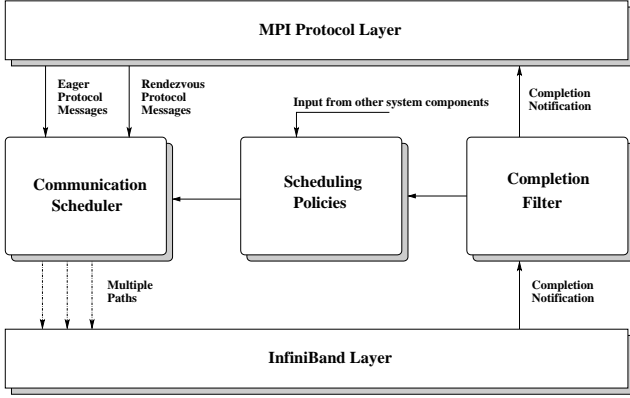 MPI Protocol Layer
Eager
Protocol
Messages
Rendezvous
Protocol
Messages
Input from other system components
Completion
Notification
Communication
Scheduler
Scheduling
Policies
Completion
Filter
Multiple
Paths
Completion
Notification
InfiniBand Layer